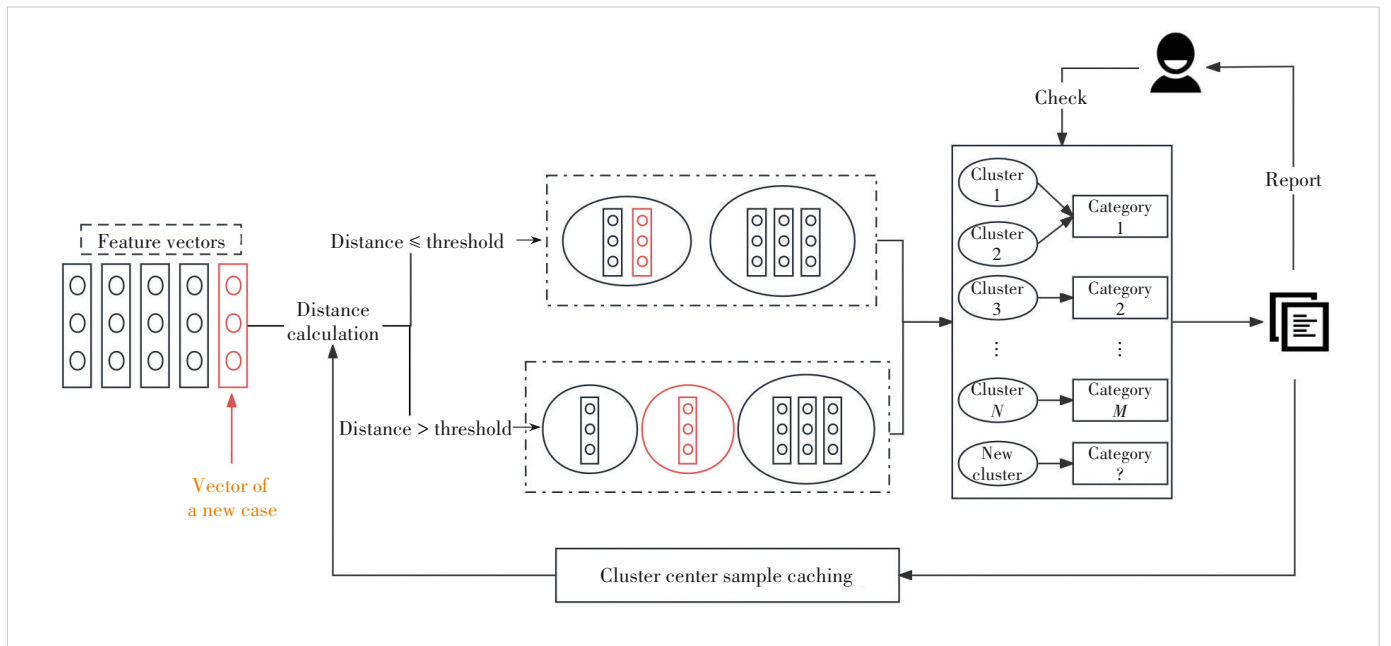 Feature vectors
Vector of
a new case
Distance
calculation
Distance ⩽ threshold
Distance > threshold
Check
Cluster
1
Category
1
Cluster
2
Cluster
3
Category
2
⋮
⋮
Cluster
N
Category
M
New
cluster
Category
?
Report
Cluster center sample caching